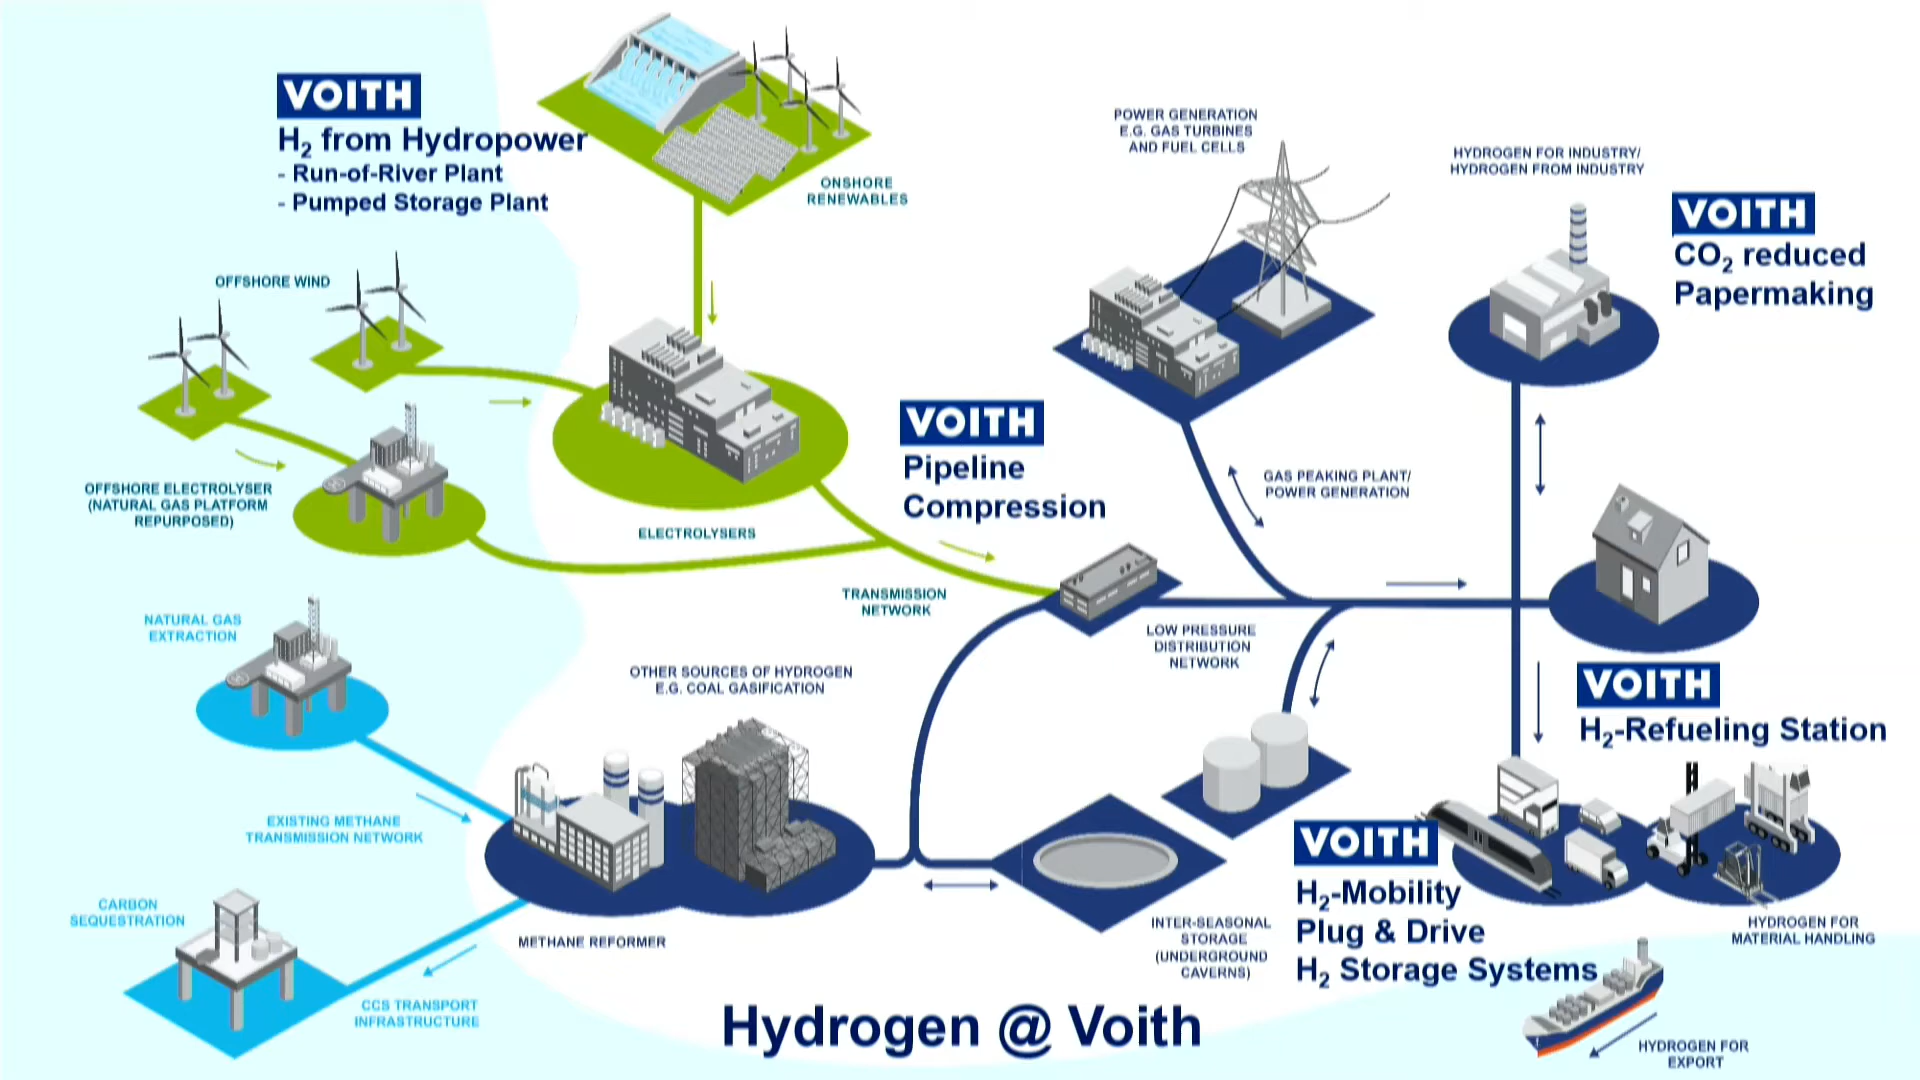 VOITH
H₂ from Hydropower
- Run-of-River Plant
- Pumped Storage Plant
ONSHORE
RENEWABLES
POWER GENERATION
E.G. GAS TURBINES
AND FUEL CELLS
HYDROGEN FOR INDUSTRY/
HYDROGEN FROM INDUSTRY
VOITH
CO₂ reduced
Papermaking
OFFSHORE WIND
OFFSHORE ELECTROLYSER
(NATURAL GAS PLATFORM
REPURPOSED)
ELECTROLYSERS
VOITH
Pipeline
Compression
GAS PEAKING PLANT/
POWER GENERATION
TRANSMISSION
NETWORK
LOW PRESSURE
DISTRIBUTION
NETWORK
NATURAL GAS
EXTRACTION
OTHER SOURCES OF HYDROGEN
E.G. COAL GASIFICATION
VOITH
H₂-Refueling Station
EXISTING METHANE
TRANSMISSION NETWORK
VOITH
H₂-Mobility
Plug & Drive
H₂ Storage Systems
CARBON
SEQUESTRATION
METHANE REFORMER
INTER-SEASONAL
STORAGE
(UNDERGROUND
CAVERNS)
HYDROGEN FOR
MATERIAL HANDLING
CCS TRANSPORT
INFRASTRUCTURE
Hydrogen @ Voith
HYDROGEN FOR
EXPORT